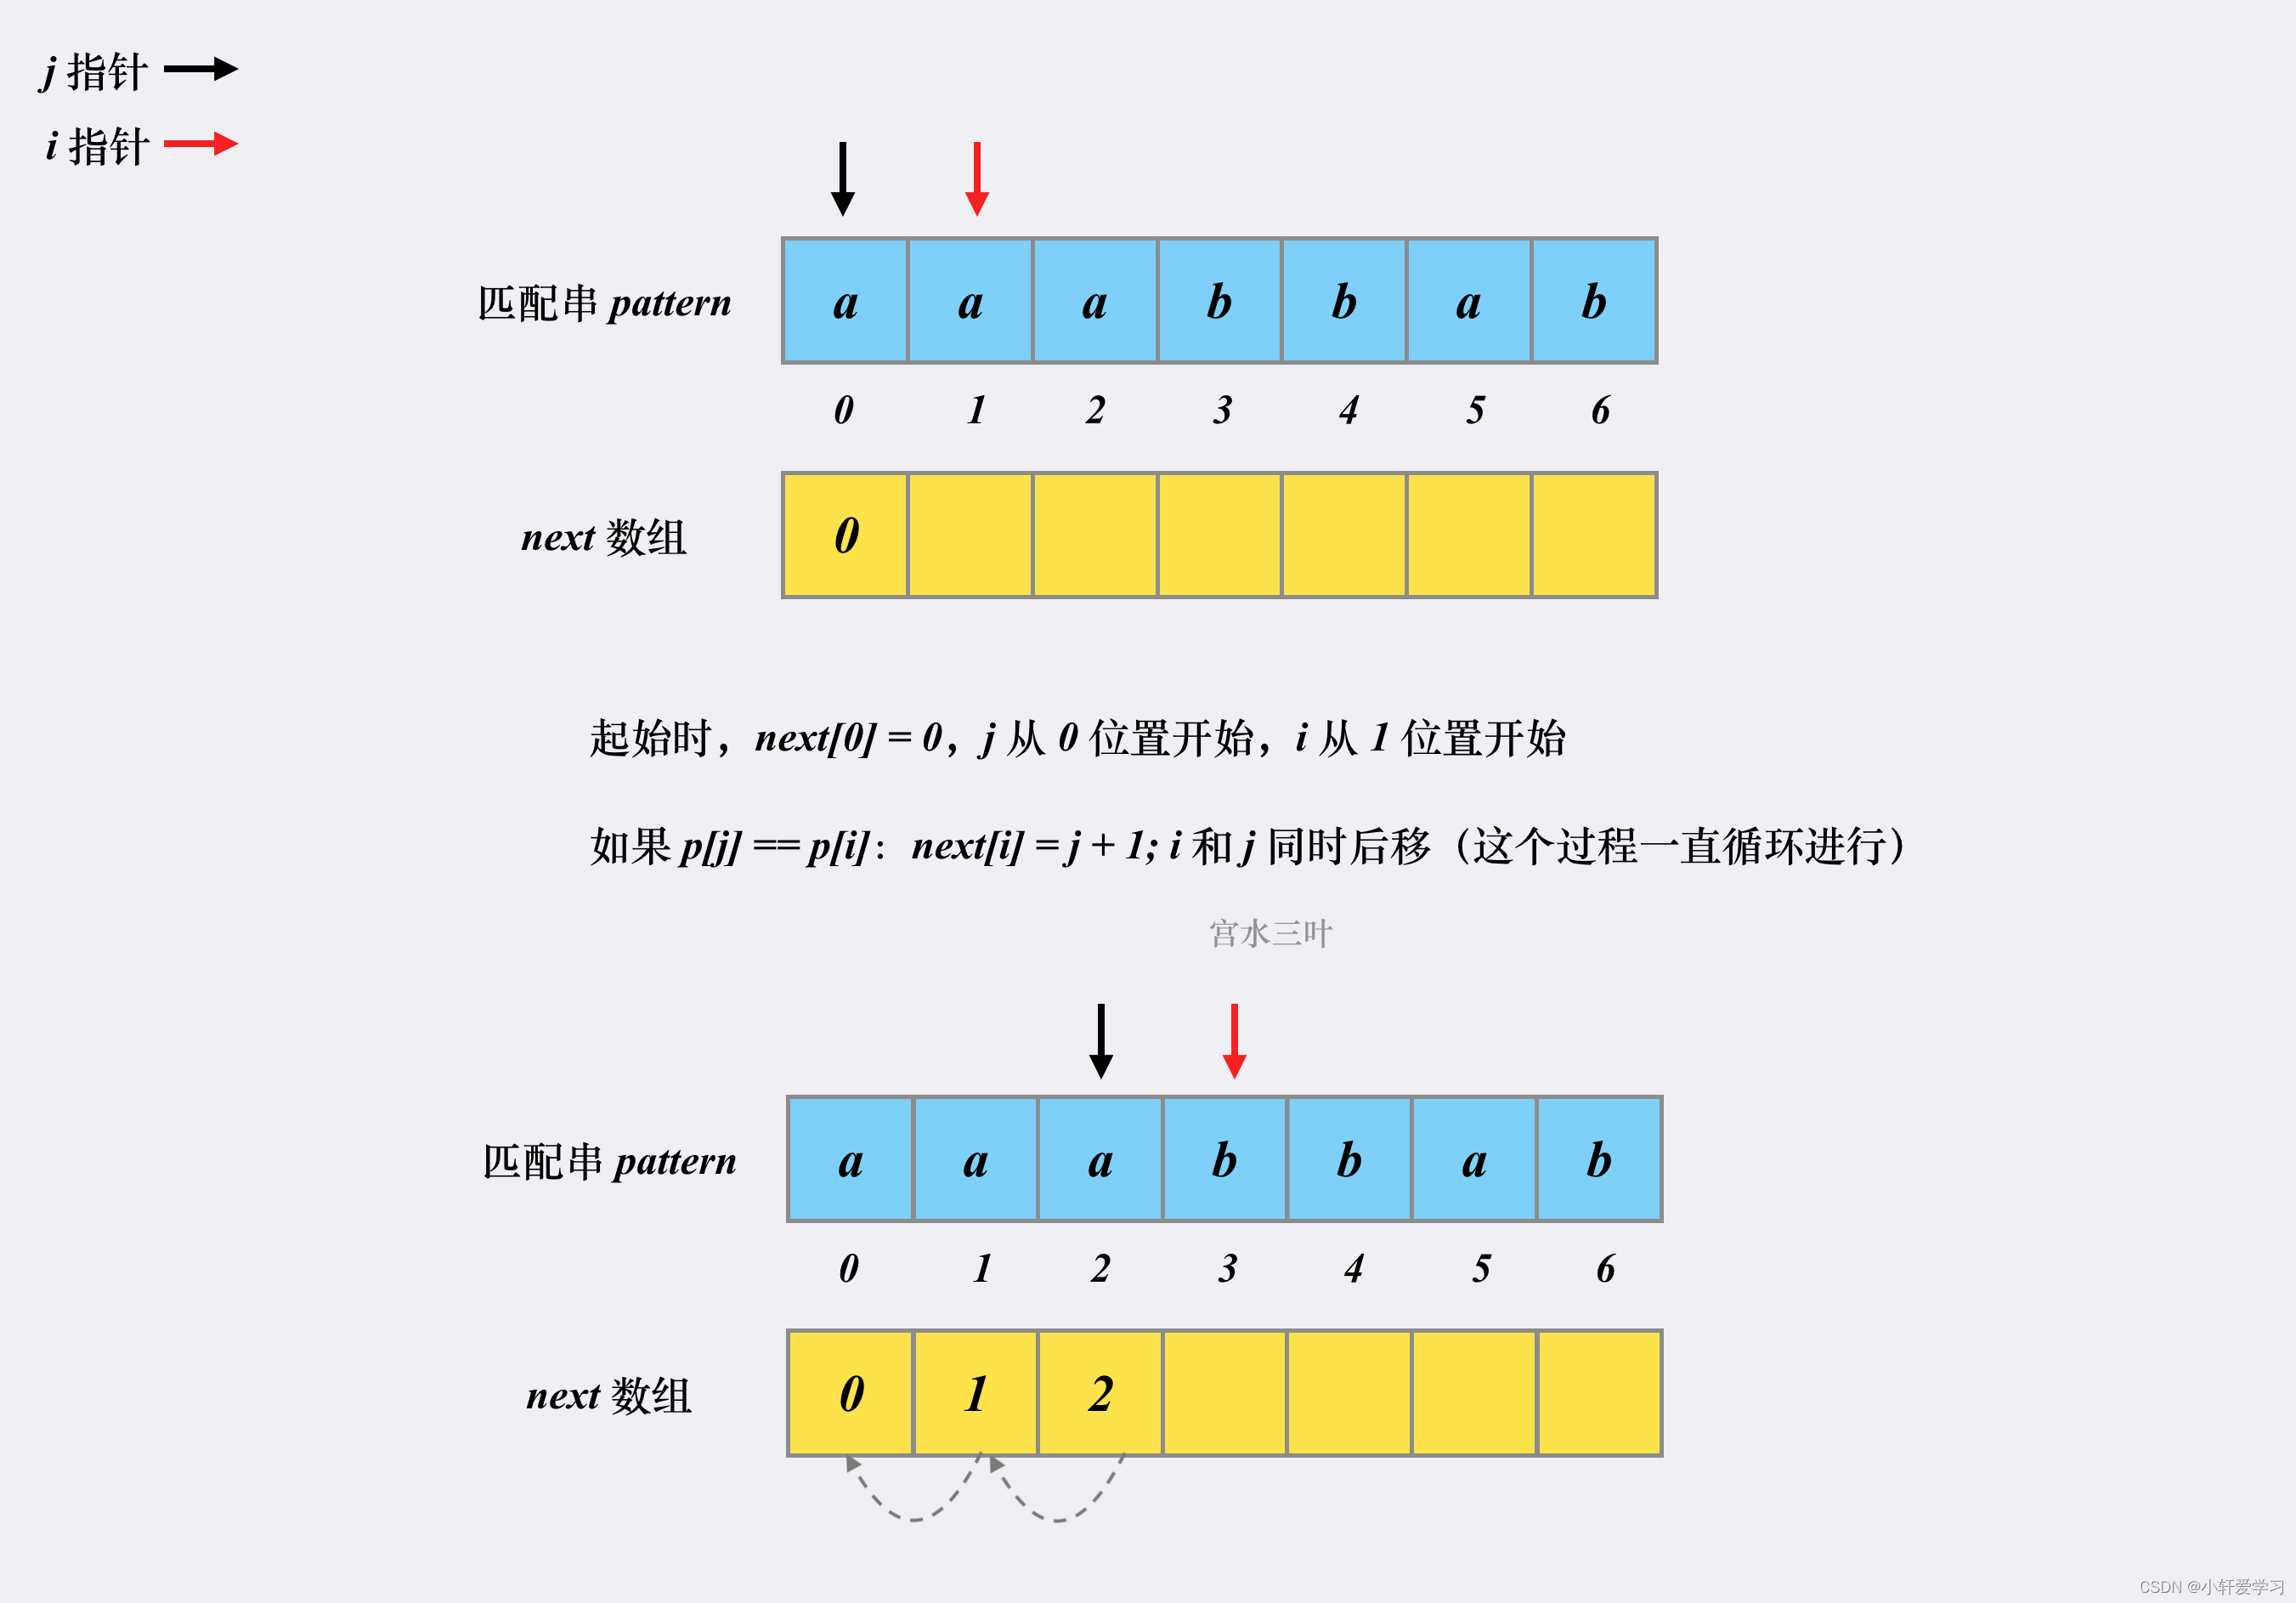 j 指针
i 指针
匹配串 pattern a a a b b a b
0 1 2 3 4 5 6
next 数组 0
起始时，next[0] = 0，j 从 0 位置开始，i 从 1 位置开始
如果 p[j] == p[i]：next[i] = j + 1; i 和 j 同时后移（这个过程一直循环进行）
宫水三叶
匹配串 pattern a a a b b a b
0 1 2 3 4 5 6
next 数组 0 1 2
CSDN @小轩爱学习